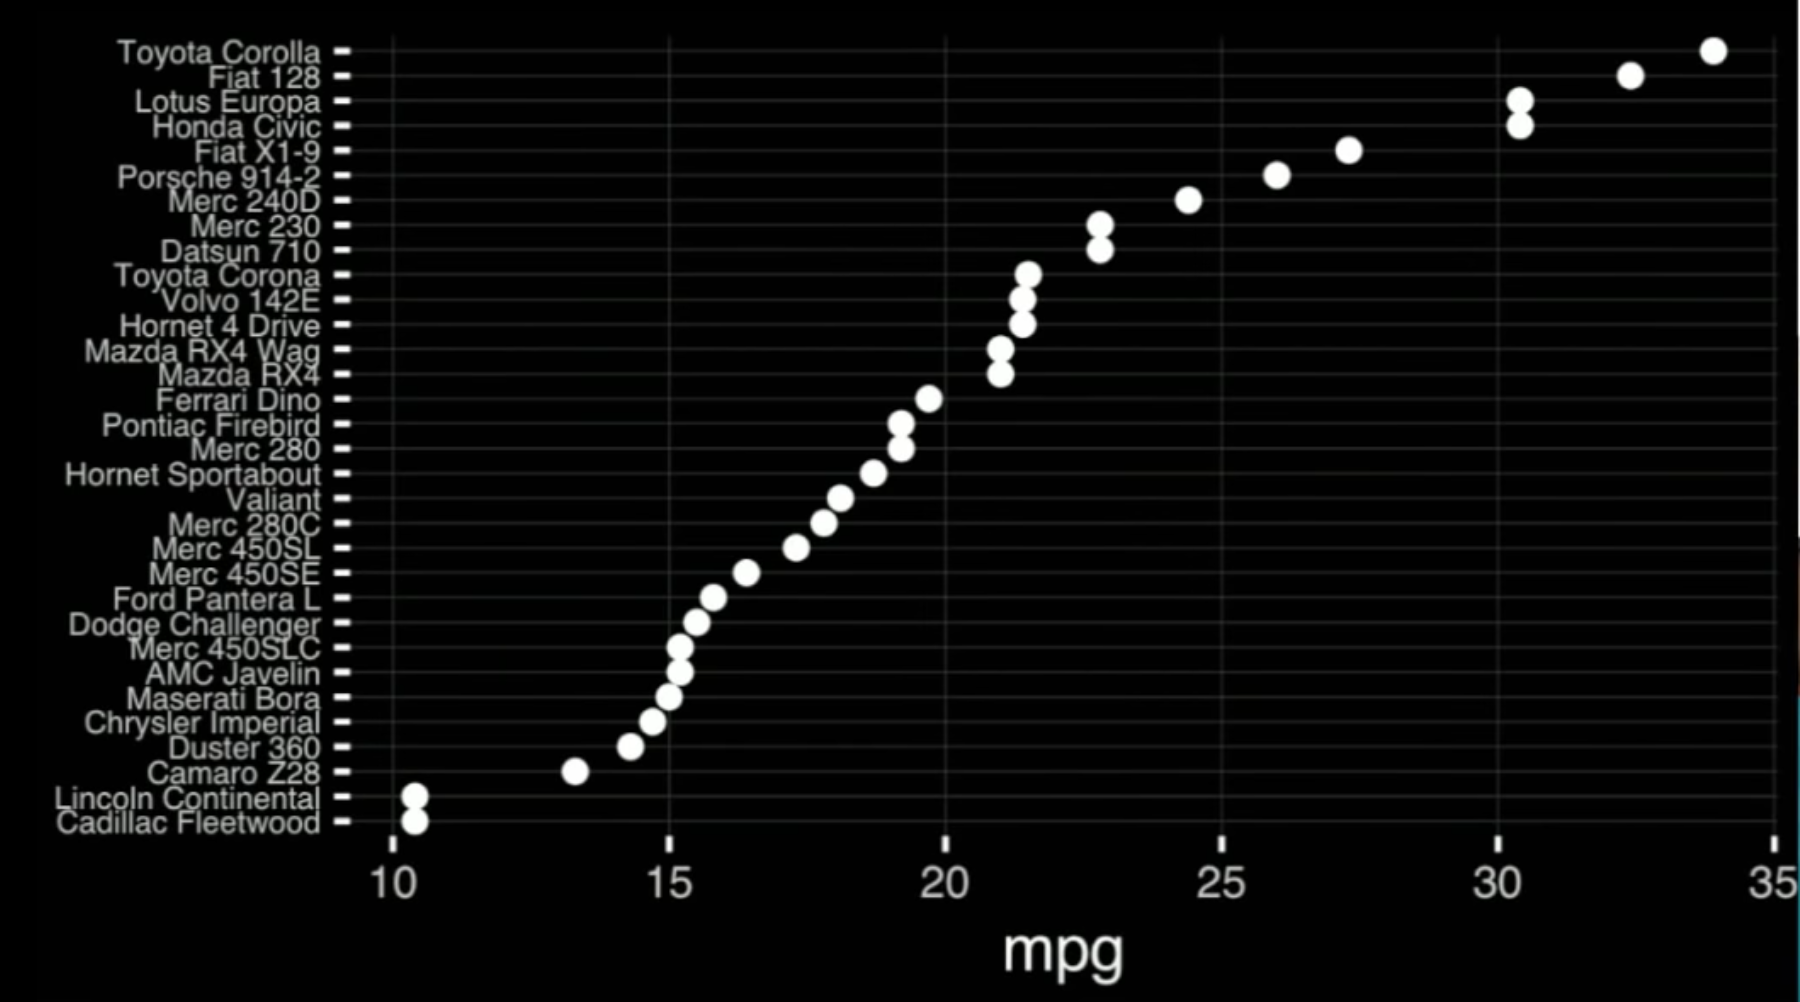 Toyota Corolla
Fiat 128
Lotus Europa
Honda Civic
Fiat X1-9
Porsche 914-2
Merc 240D
Merc 230
Datsun 710
Toyota Corona
Volvo 142E
Hornet 4 Drive
Mazda RX4 Wag
Mazda RX4
Ferrari Dino
Pontiac Firebird
Merc 280
Hornet Sportabout
Valiant
Merc 280C
Merc 450SL
Merc 450SE
Ford Pantera L
Dodge Challenger
Merc 450SLC
AMC Javelin
Maserati Bora
Chrysler Imperial
Duster 360
Camaro Z28
Lincoln Continental
Cadillac Fleetwood
10 15 20 25 30 35
mpg